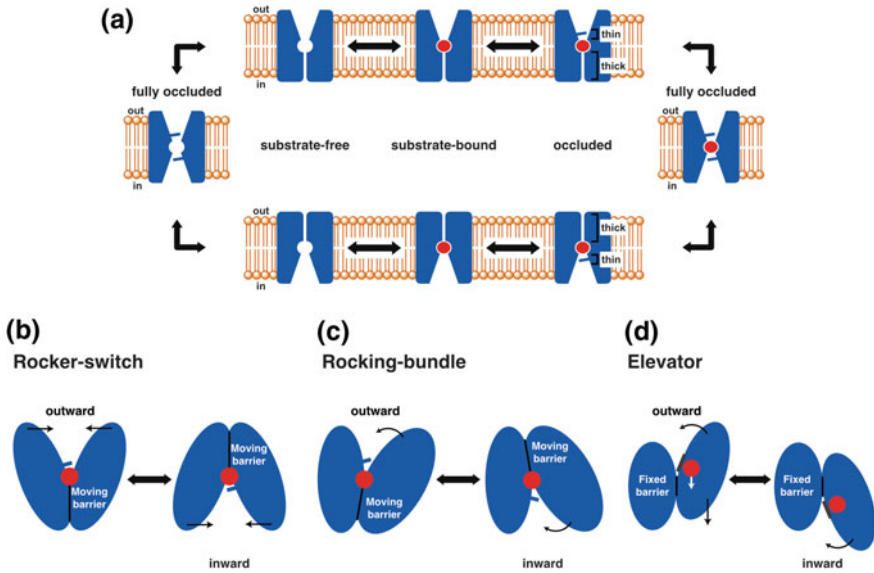 (a)
out
in
thin
thick
fully occluded
out
in
fully occluded
out
in
substrate-free
substrate-bound
occluded
out
in
thick
thin
(b)
Rocker-switch
outward
Moving
barrier
Moving
barrier
inward
(c)
Rocking-bundle
outward
Moving
barrier
Moving
barrier
inward
(d)
Elevator
outward
Fixed
barrier
Fixed
barrier
inward